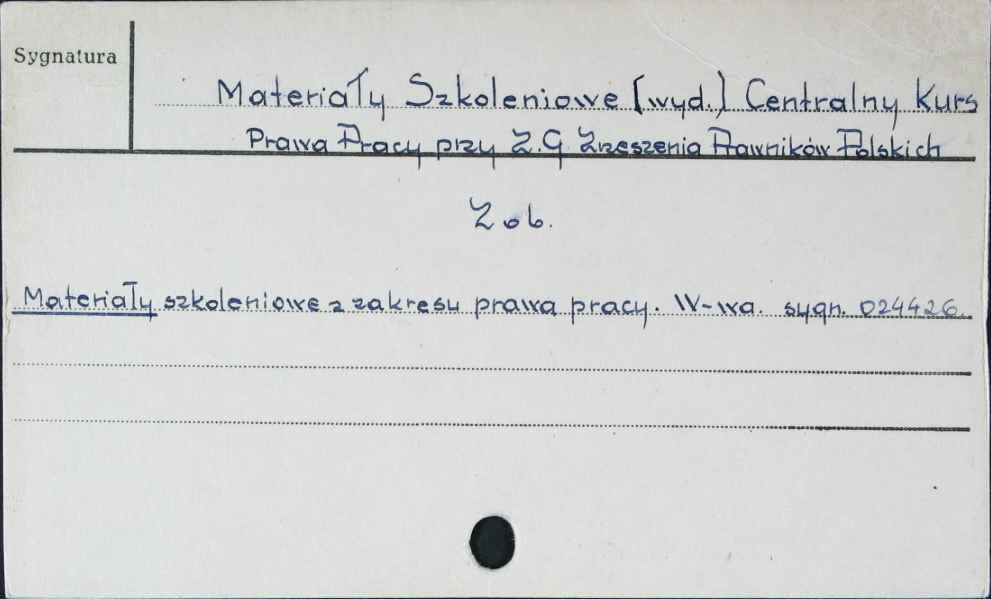 Sygnatura
Materiały Szkoleniowe [wyd.] Centralny Kurs
Prawa Pracy przy Z.G Zrzeszenia Prawników Polskich
Zob.
Materiały szkoleniowe z zakresu prawa pracy. W-wa. sygn. 024426